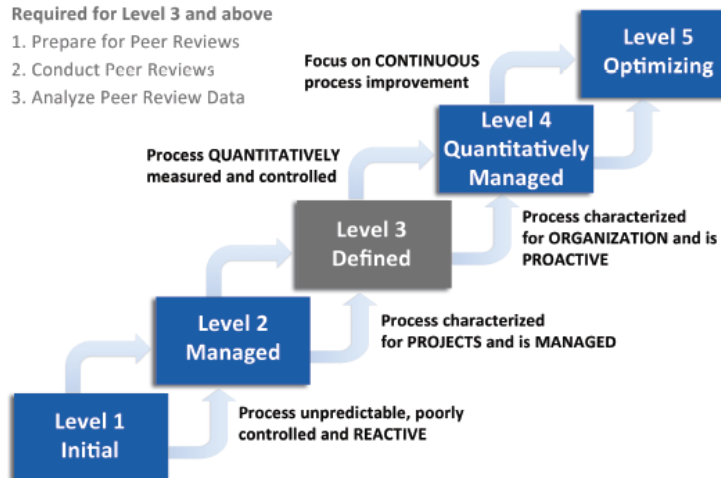 Required for Level 3 and above
1. Prepare for Peer Reviews
2. Conduct Peer Reviews
3. Analyze Peer Review Data
Level 5
Optimizing
Focus on CONTINUOUS
process improvement
Level 4
Quantitatively
Managed
Process QUANTITATIVELY
measured and controlled
Process characterized
for ORGANIZATION and is
PROACTIVE
Level 3
Defined
Process characterized
for PROJECTS and is MANAGED
Level 2
Managed
Process unpredictable, poorly
controlled and REACTIVE
Level 1
Initial